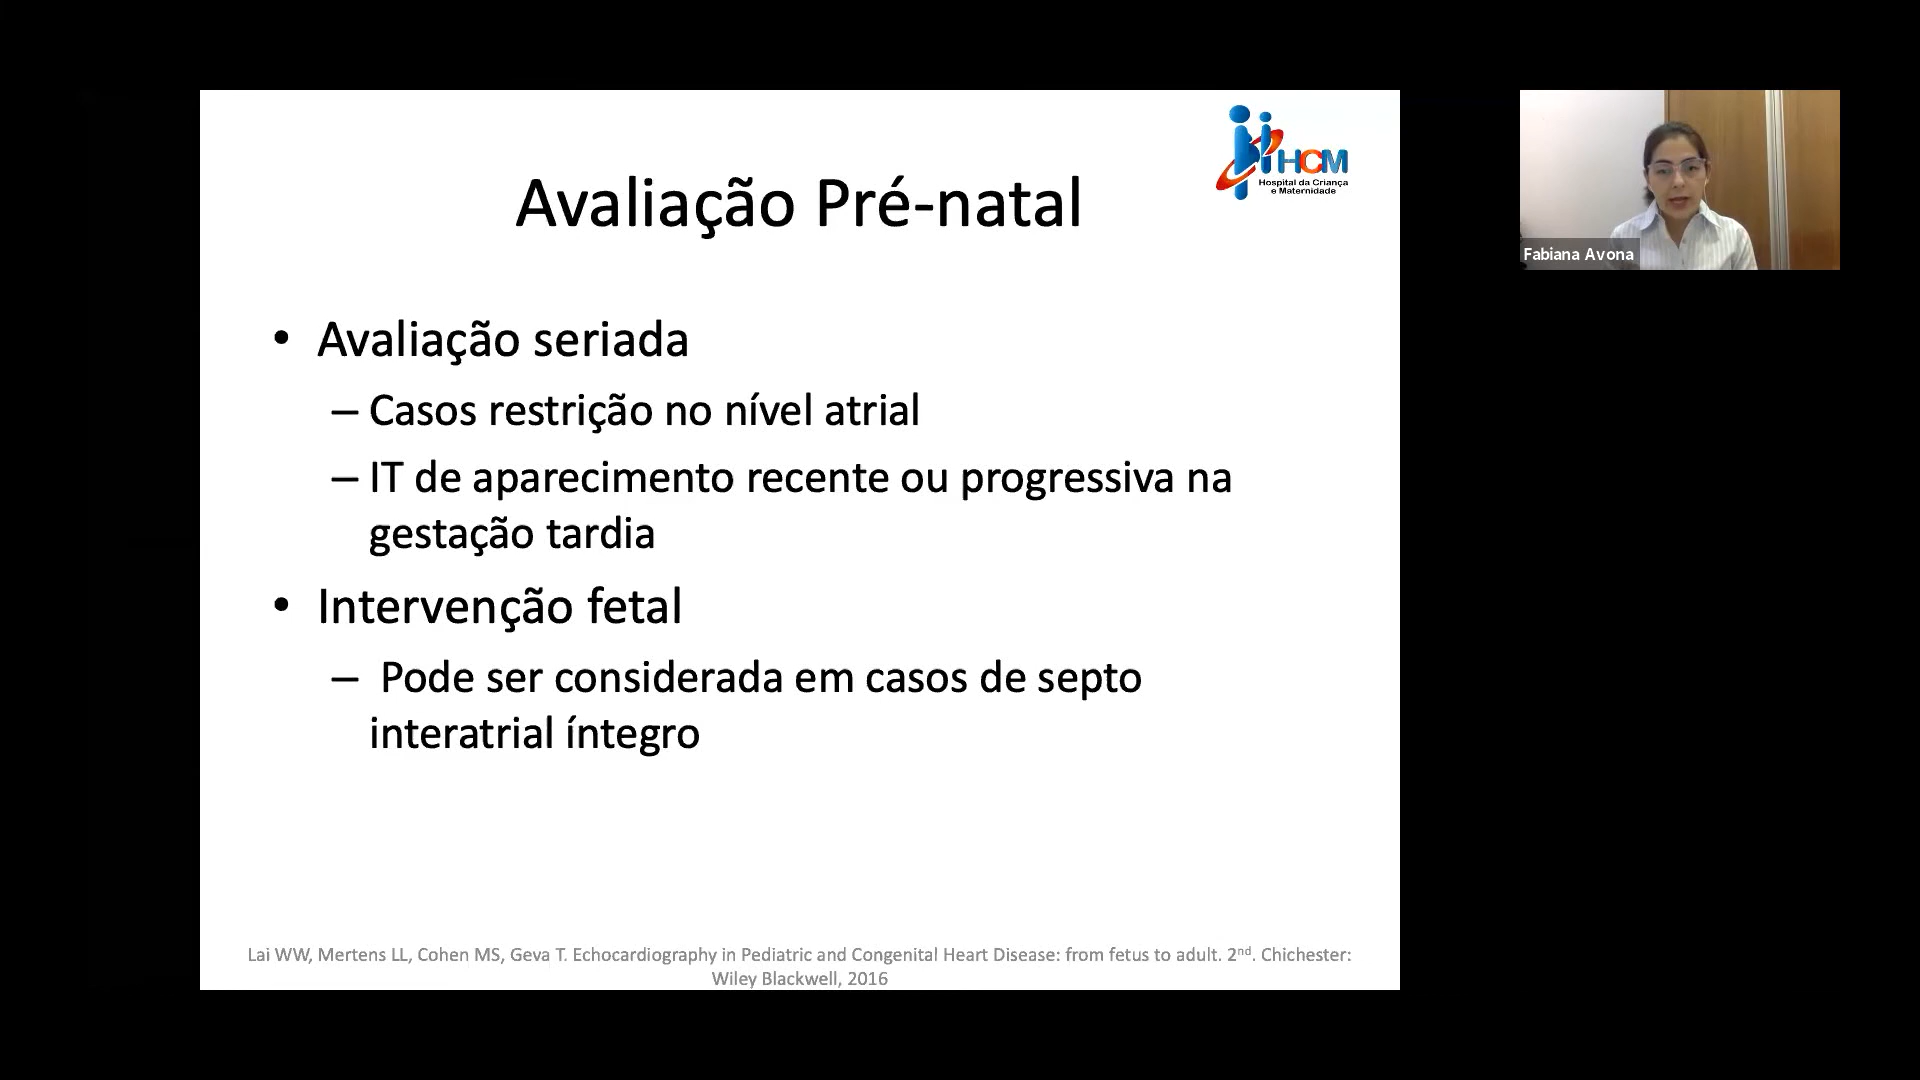 HCM
Hospital da Criança
e Maternidade
Avaliação Pré-natal
• Avaliação seriada
– Casos restrição no nível atrial
– IT de aparecimento recente ou progressiva na
gestação tardia
• Intervenção fetal
– Pode ser considerada em casos de septo
interatrial íntegro
Lai WW, Mertens LL, Cohen MS, Geva T. Echocardiography in Pediatric and Congenital Heart Disease: from fetus to adult. 2nd. Chichester:
Wiley Blackwell, 2016
Fabiana Avona